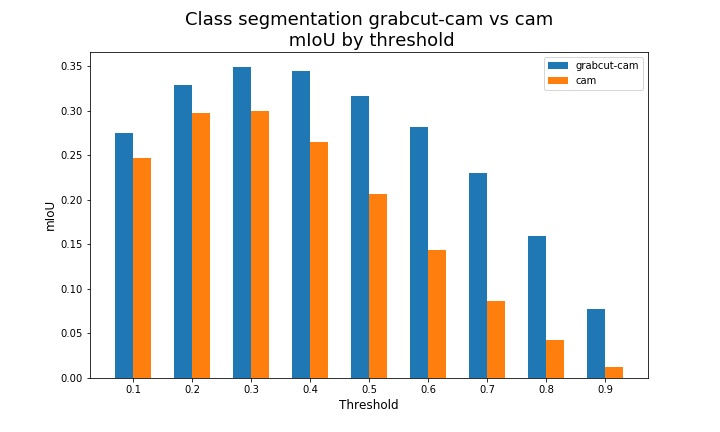 Class segmentation grabcut-cam vs cam
mIoU by threshold
grabcut-cam
cam
mIoU
0.35
0.30
0.25
0.20
0.15
0.10
0.05
0.00
0.1 0.2 0.3 0.4 0.5 0.6 0.7 0.8 0.9
Threshold